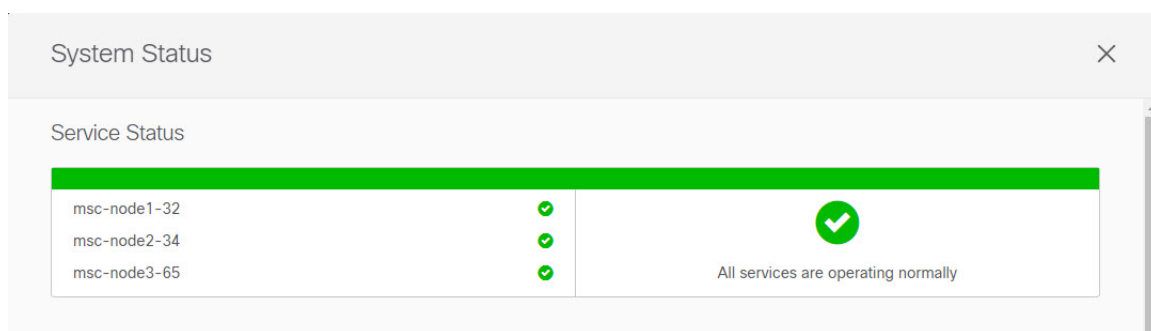 System Status
Service Status
msc-node1-32
msc-node2-34
msc-node3-65
All services are operating normally